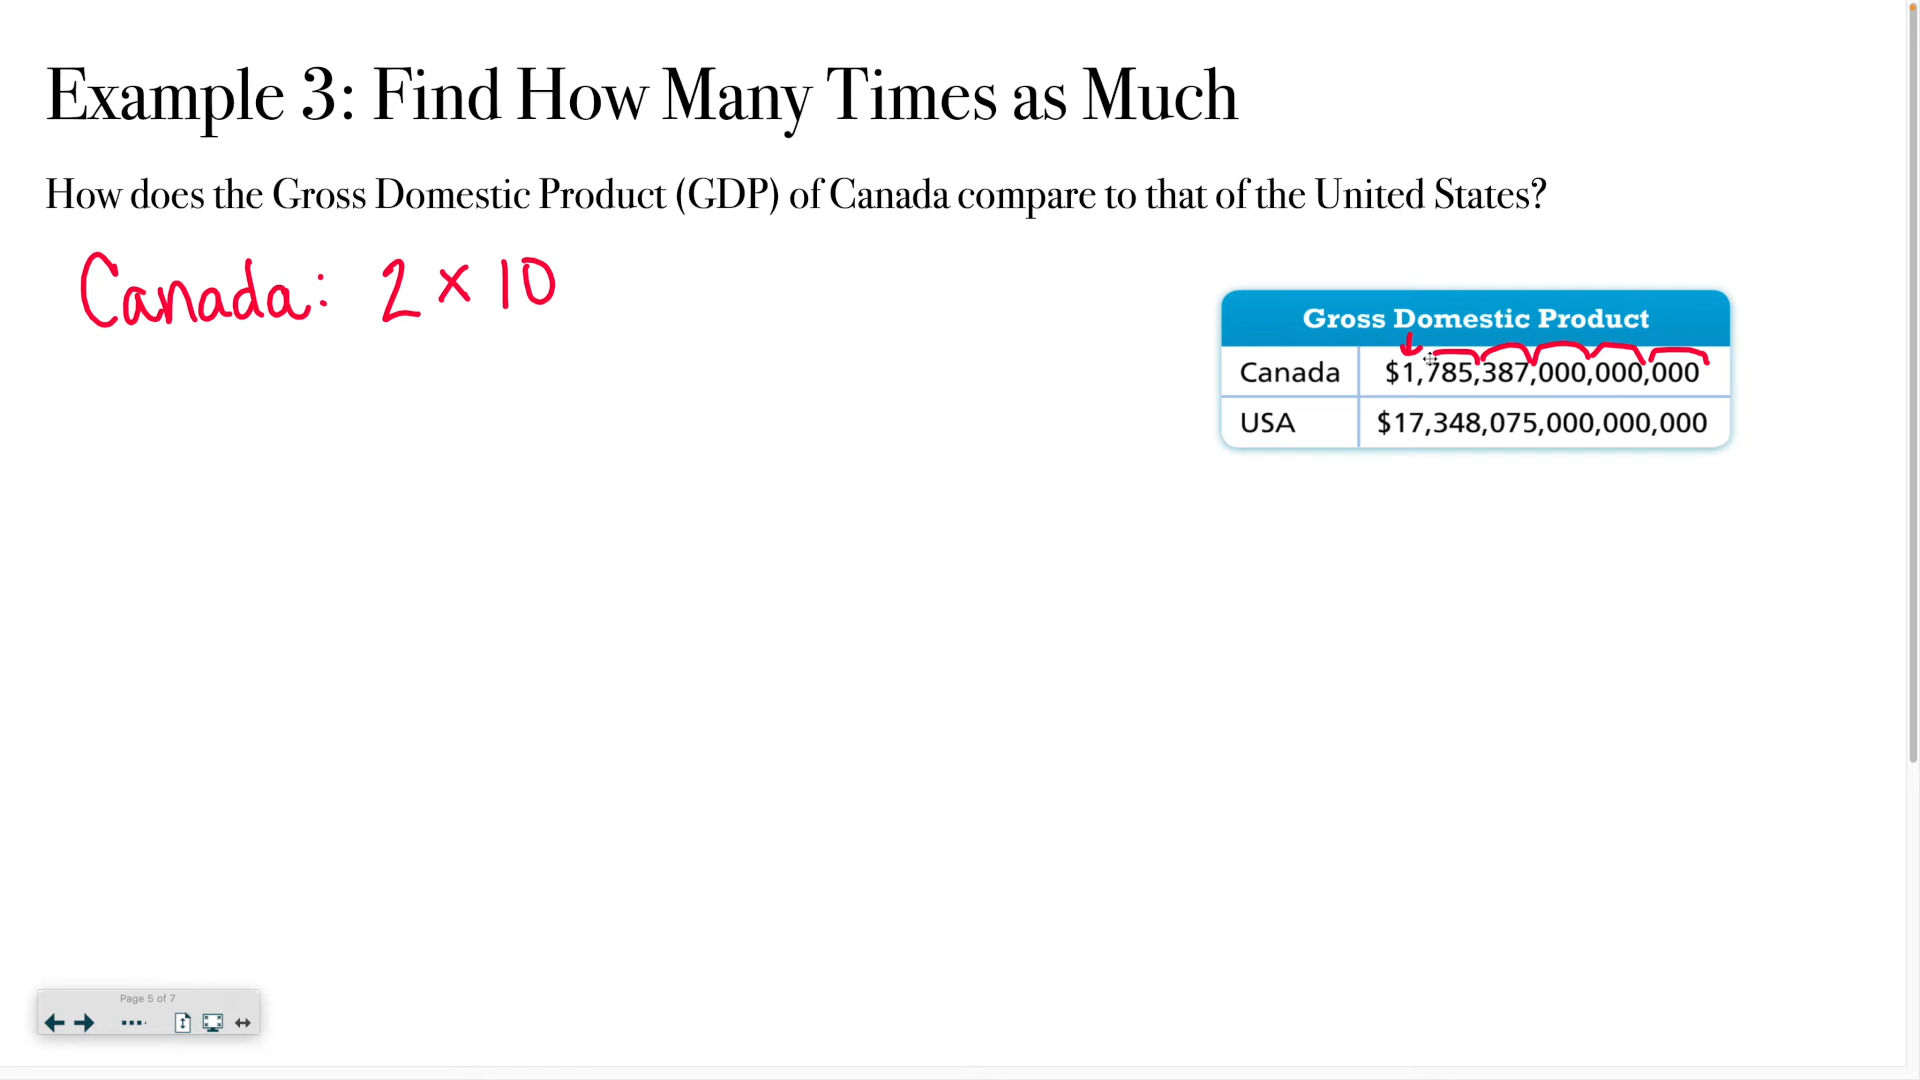 Example 3: Find How Many Times as Much
How does the Gross Domestic Product (GDP) of Canada compare to that of the United States?
Canada: 2 × 10
Gross Domestic Product
Canada $1,785,387,000,000,000
USA $17,348,075,000,000,000
Page 5 of 7